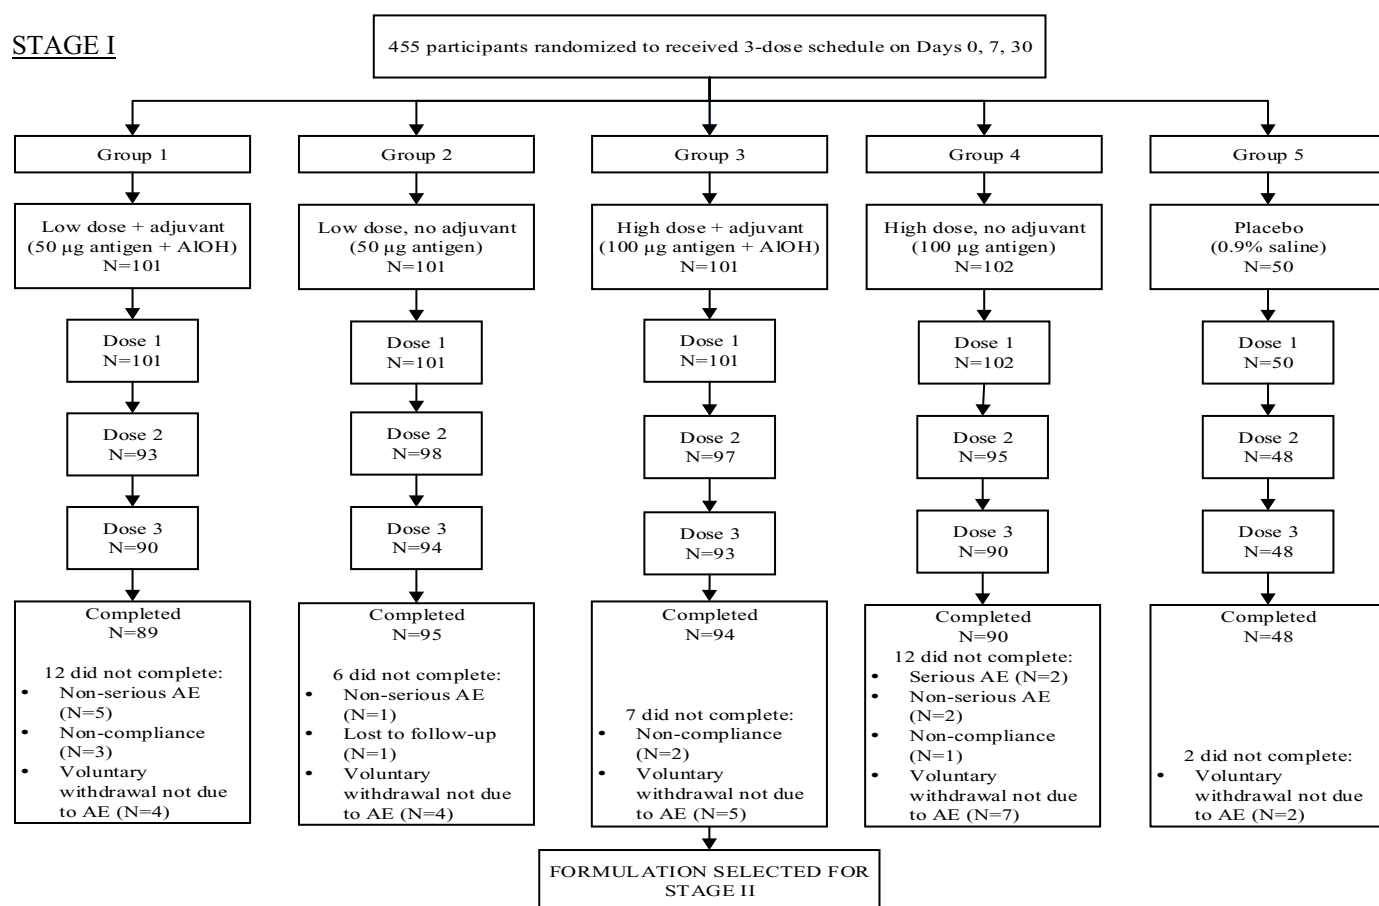 STAGE I
455 participants randomized to received 3-dose schedule on Days 0, 7, 30
Group 1
Group 2
Group 3
Group 4
Group 5
Low dose + adjuvant
(50 µg antigen + AlOH)
N=101
Low dose, no adjuvant
(50 µg antigen)
N=101
High dose + adjuvant
(100 µg antigen + AlOH)
N=101
High dose, no adjuvant
(100 µg antigen)
N=102
Placebo
(0.9% saline)
N=50
Dose 1
N=101
Dose 1
N=101
Dose 1
N=101
Dose 1
N=102
Dose 1
N=50
Dose 2
N=93
Dose 2
N=98
Dose 2
N=97
Dose 2
N=95
Dose 2
N=48
Dose 3
N=90
Dose 3
N=94
Dose 3
N=93
Dose 3
N=90
Dose 3
N=48
Completed
N=89
12 did not complete:
• Non-serious AE
(N=5)
• Non-compliance
(N=3)
• Voluntary
withdrawal not due
to AE (N=4)
Completed
N=95
6 did not complete:
• Non-serious AE
(N=1)
• Lost to follow-up
(N=1)
• Voluntary
withdrawal not due
to AE (N=4)
Completed
N=94
7 did not complete:
• Non-compliance
(N=2)
• Voluntary
withdrawal not due
to AE (N=5)
Completed
N=90
12 did not complete:
• Serious AE (N=2)
• Non-serious AE
(N=2)
• Non-compliance
(N=1)
• Voluntary
withdrawal not due
to AE (N=7)
Completed
N=48
2 did not complete:
• Voluntary
withdrawal not due
to AE (N=2)
FORMULATION SELECTED FOR
STAGE II